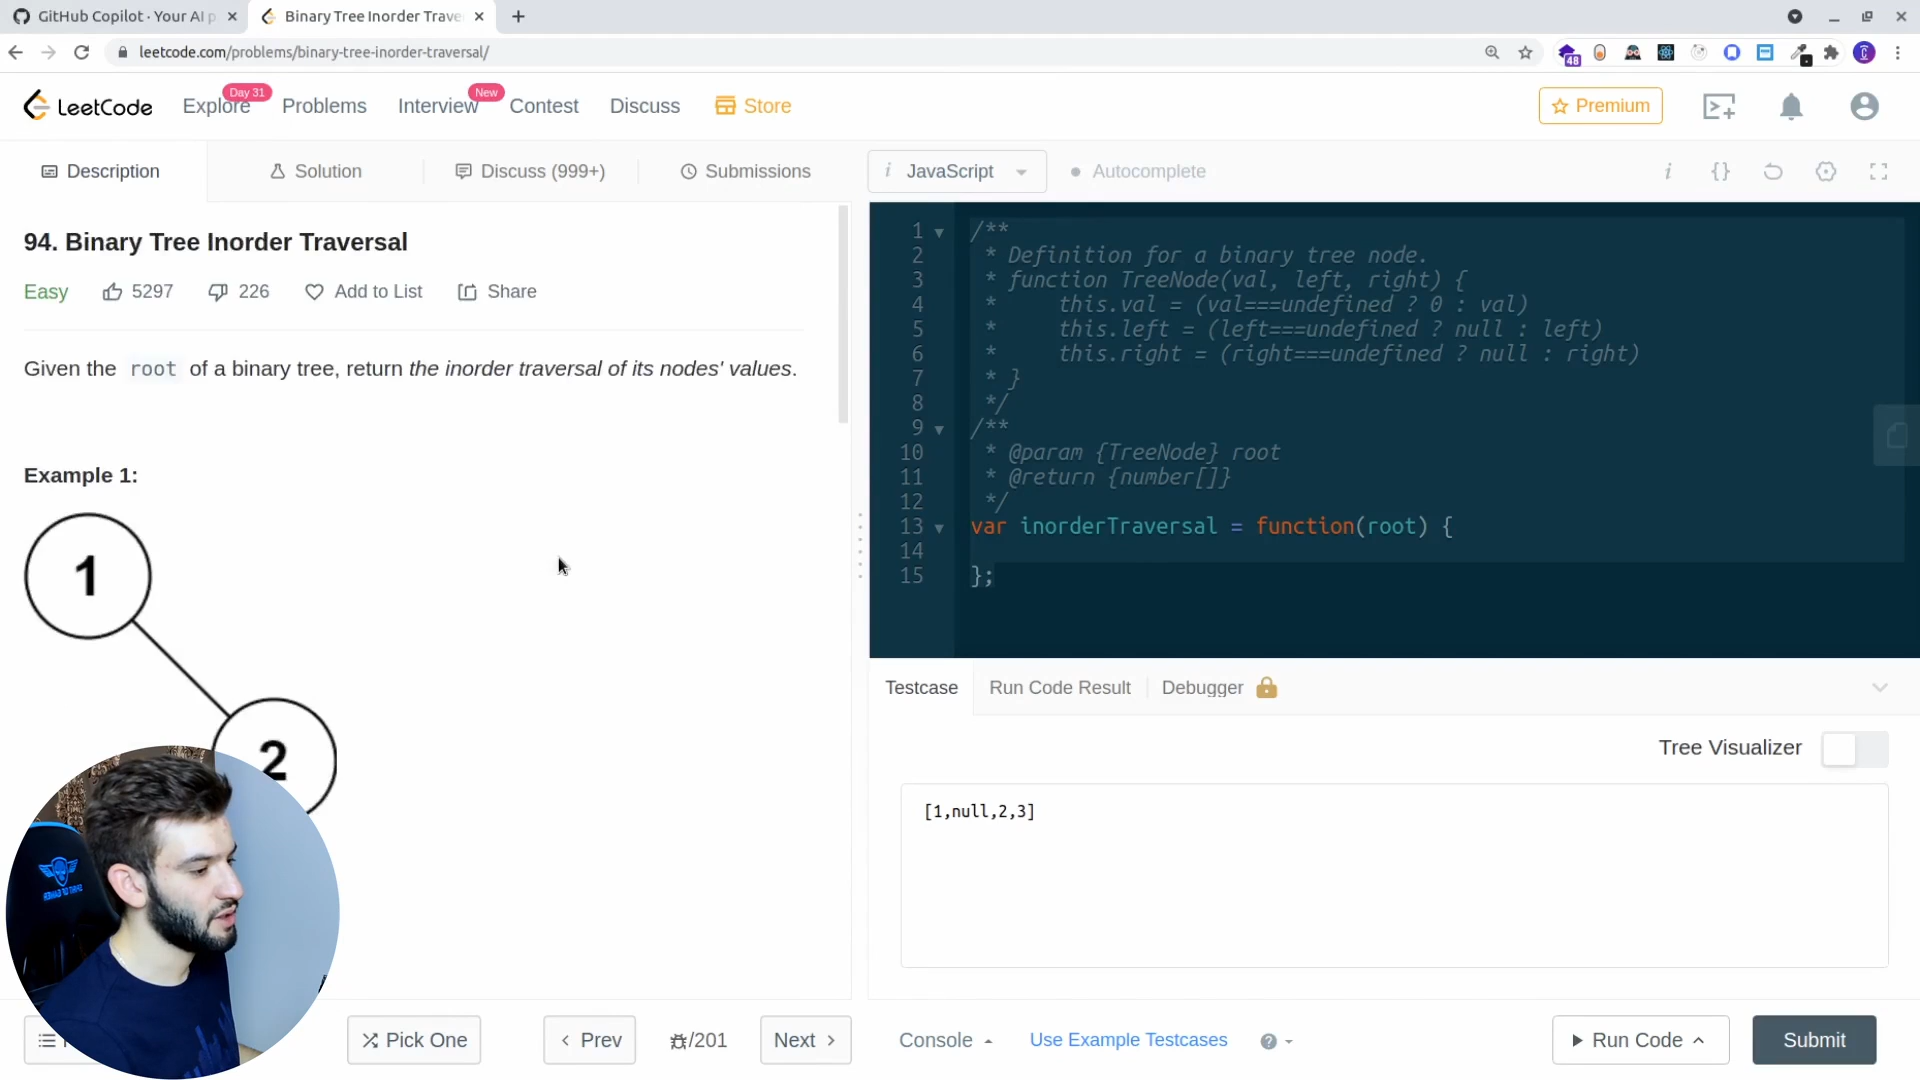 GitHub Copilot · Your AI p
Binary Tree Inorder Trave
leetcode.com/problems/binary-tree-inorder-traversal/
48
LeetCode
Explore
Day 31
Problems
Interview
New
Contest
Discuss
Store
Premium
Description
Solution
Discuss (999+)
Submissions
i JavaScript
Autocomplete
i {}
94. Binary Tree Inorder Traversal
Easy
5297
226
Add to List
Share
Given the root of a binary tree, return the inorder traversal of its nodes' values.
Example 1:
1
2
1 /**
2 * Definition for a binary tree node.
3 * function TreeNode(val, left, right) {
4 * this.val = (val===undefined ? 0 : val)
5 * this.left = (left===undefined ? null : left)
6 * this.right = (right===undefined ? null : right)
7 * }
8 */
9 /**
10 * @param {TreeNode} root
11 * @return {number[]}
12 */
13 var inorderTraversal = function(root) {
14
15 };
Testcase
Run Code Result
Debugger
Tree Visualizer
[1,null,2,3]
Pick One
Prev
/201
Next
Console
Use Example Testcases
?
Run Code
Submit